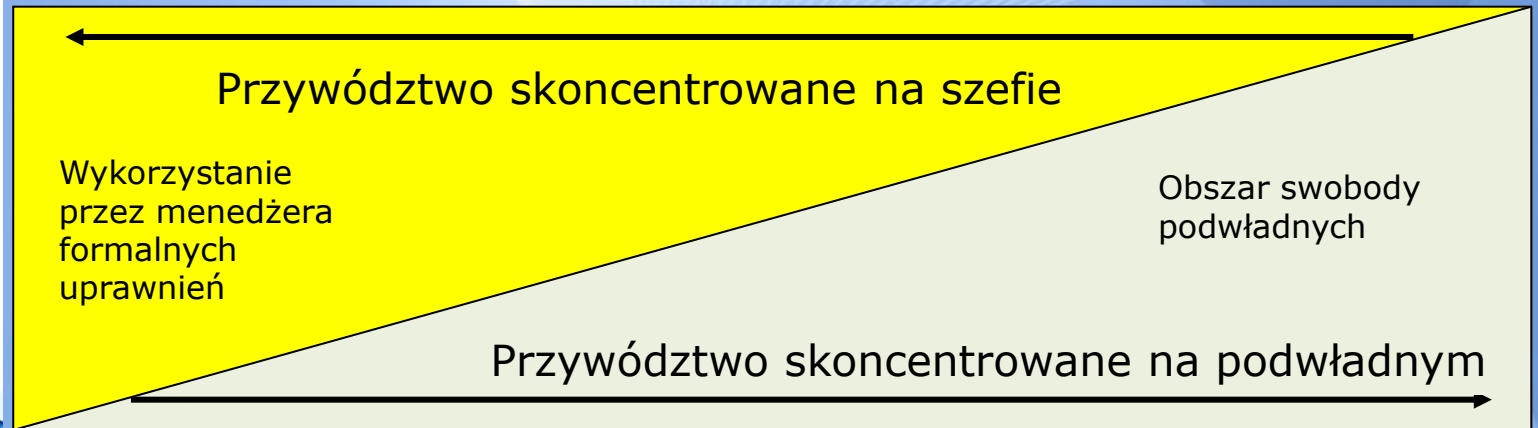 Przywództwo skoncentrowane na szefie
Wykorzystanie
przez menedżera
formalnych
uprawnień
Obszar swobody
podwładnych
Przywództwo skoncentrowane na podwładnym